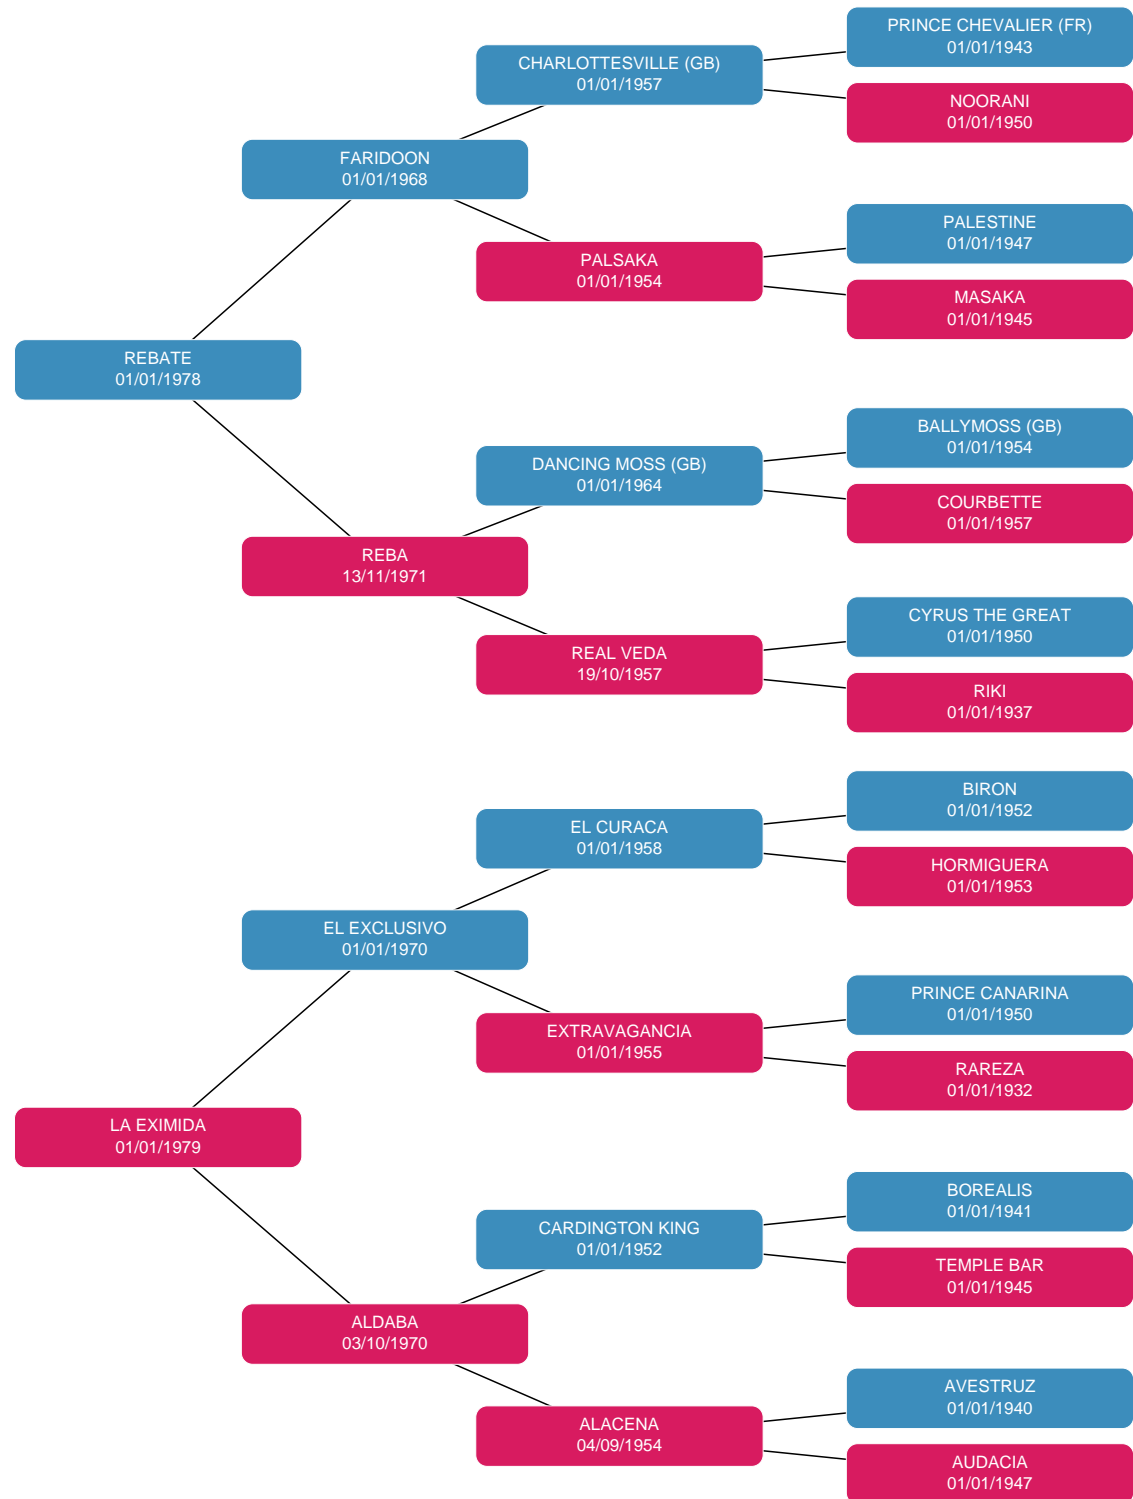 PRINCE CHEVALIER (FR)
01/01/1943
CHARLOTTESVILLE (GB)
01/01/1957
NOORANI
01/01/1950
FARIDOON
01/01/1968
PALESTINE
01/01/1947
PALSAKA
01/01/1954
MASAKA
01/01/1945
REBATE
01/01/1978
BALLYMOSS (GB)
01/01/1954
DANCING MOSS (GB)
01/01/1964
COURBETTE
01/01/1957
REBA
13/11/1971
CYRUS THE GREAT
01/01/1950
REAL VEDA
19/10/1957
RIKI
01/01/1937
BIRON
01/01/1952
EL CURACA
01/01/1958
HORMIGUERA
01/01/1953
EL EXCLUSIVO
01/01/1970
PRINCE CANARINA
01/01/1950
EXTRAVAGANCIA
01/01/1955
RAREZA
01/01/1932
LA EXIMIDA
01/01/1979
BOREALIS
01/01/1941
CARDINGTON KING
01/01/1952
TEMPLE BAR
01/01/1945
ALDABA
03/10/1970
AVESTRUZ
01/01/1940
ALACENA
04/09/1954
AUDACIA
01/01/1947